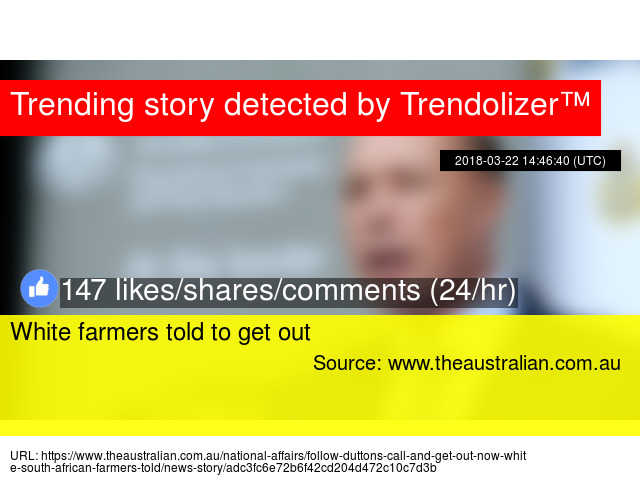 Trending story detected by Trendolizer™
2018-03-22 14:46:40 (UTC)
147 likes/shares/comments (24/hr)
White farmers told to get out
Source: www.theaustralian.com.au
URL: https://www.theaustralian.com.au/national-affairs/follow-duttons-call-and-get-out-now-whit
e-south-african-farmers-told/news-story/adc3fc6e72b6f42cd204d472c10c7d3b